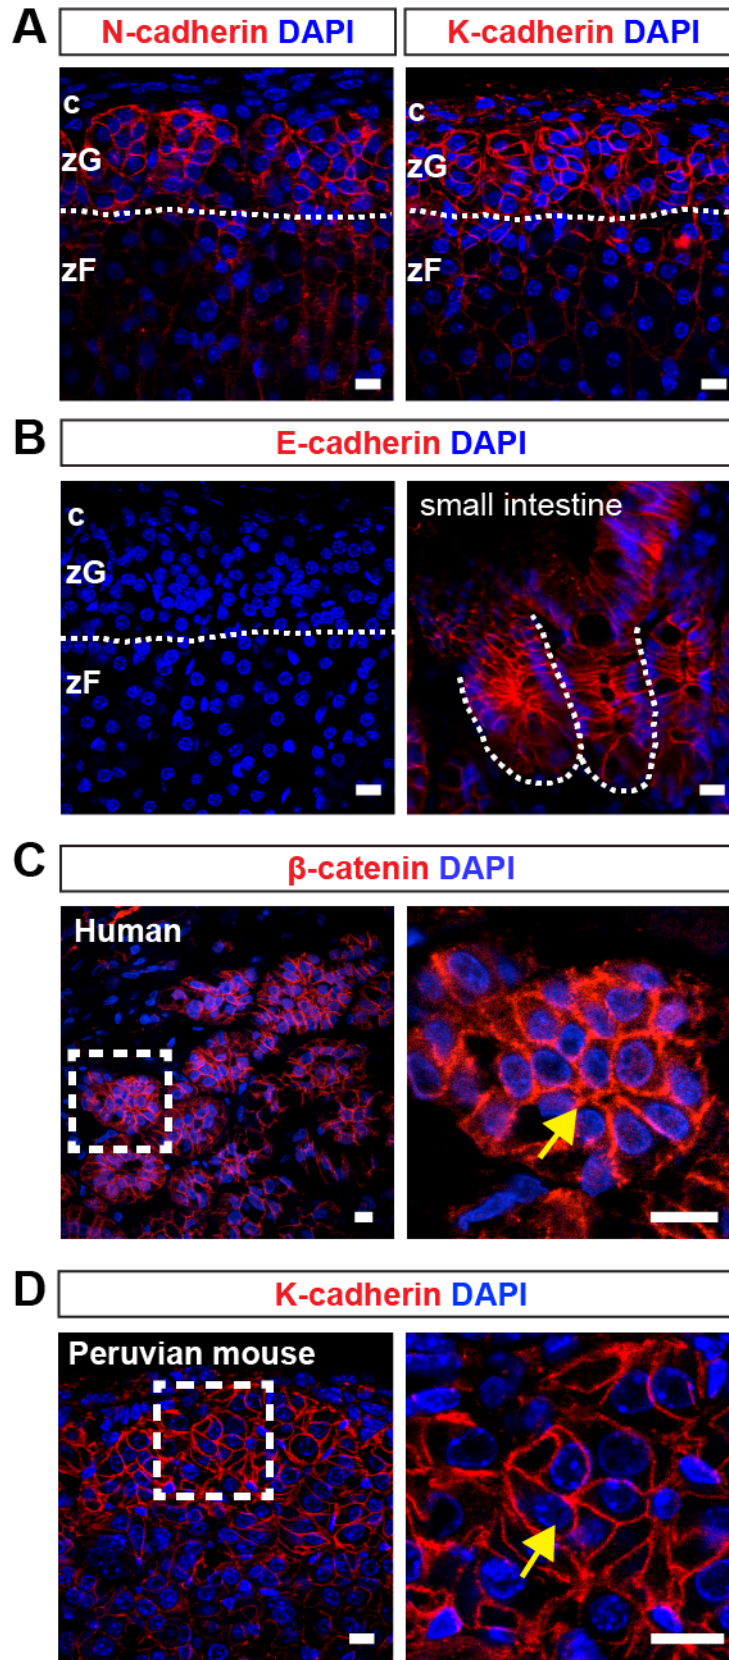 A
N-cadherin DAPI
K-cadherin DAPI
c
zG
zF
c
zG
zF
B
E-cadherin DAPI
c
zG
zF
small intestine
C
β-catenin DAPI
Human
D
K-cadherin DAPI
Peruvian mouse